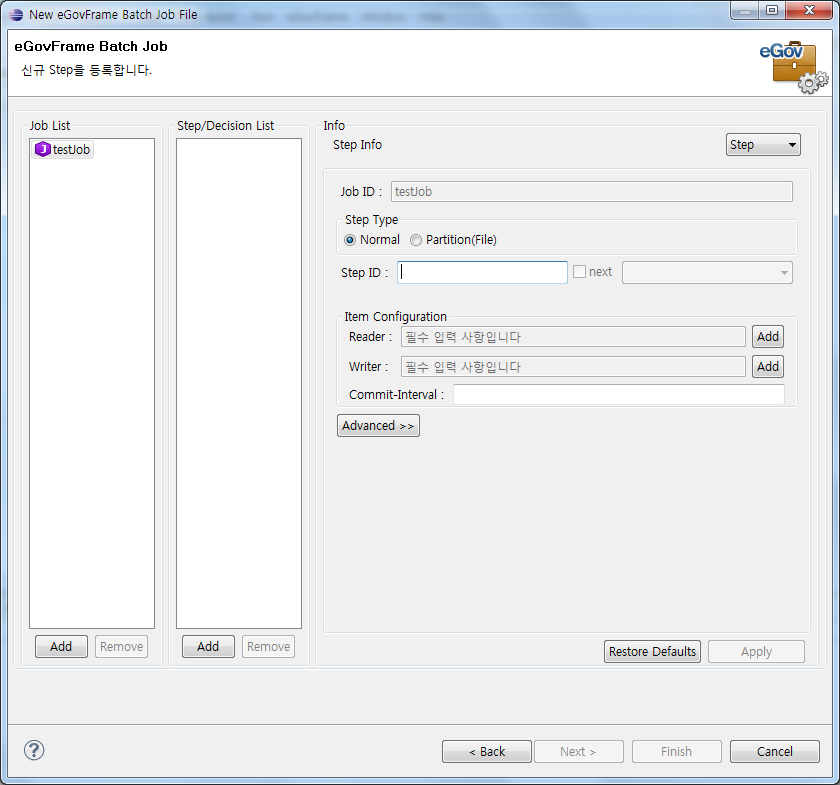 New eGovFrame Batch Job File
eGovFrame Batch Job
신규 Step을 등록합니다.
eGov
Job List
Step/Decision List
Info
J testJob
Step Info
Step
Job ID : testJob
Step Type
Normal Partition(File)
Step ID : next
Item Configuration
Reader : 필수 입력 사항입니다 Add
Writer : 필수 입력 사항입니다 Add
Commit-Interval :
Advanced >>
Add Remove
Add Remove
Restore Defaults Apply
? < Back Next > Finish Cancel